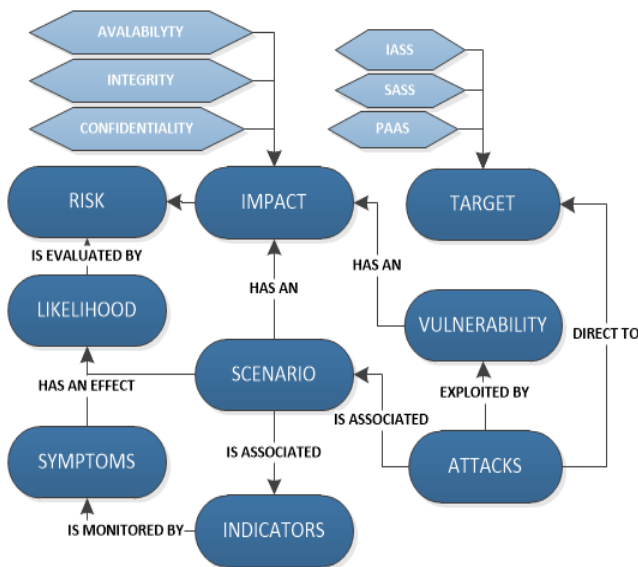 AVALABILYTY
IASS
INTEGRITY
SASS
CONFIDENTIALITY
PAAS
RISK
IMPACT
TARGET
IS EVALUATED BY
HAS AN
LIKELIHOOD
VULNERABILITY
HAS AN
DIRECT TO
HAS AN EFFECT
SCENARIO
EXPLOITED BY
IS ASSOCIATED
IS ASSOCIATED
SYMPTOMS
ATTACKS
IS MONITORED BY
INDICATORS